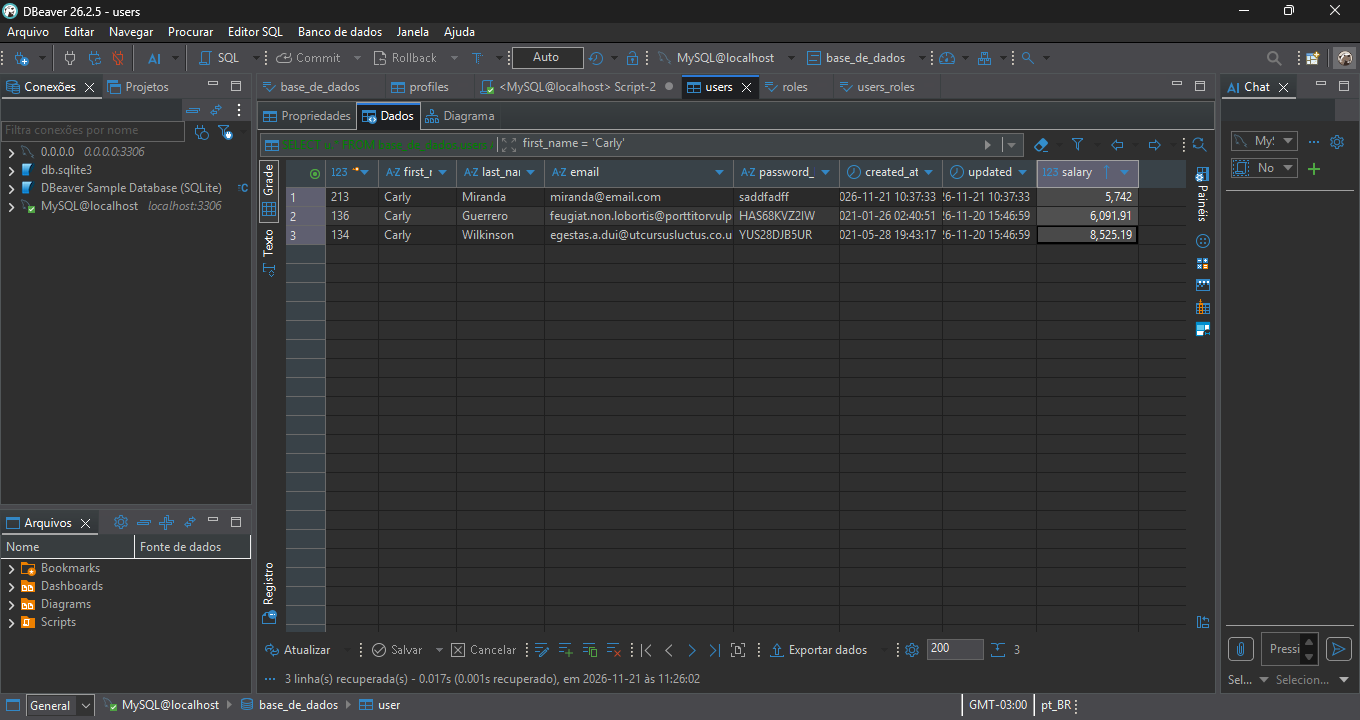 DBeaver 26.2.5 - users
Arquivo Editar Navegar Procurar Editor SQL Banco de dados Janela Ajuda
AI SQL Commit Rollback T Auto MySQL@localhost base_de_dados
Conexões Projetos base_de_dados profiles <MySQL@localhost> Script-2 users roles users_roles AI Chat
Propriedades Dados Diagrama
Filtra conexões por nome
SELECT u.* FROM base_de_dados.users first_name = 'Carly'
0.0.0.0 0.0.0.0:3306
db.sqlite3
DBeaver Sample Database (SQLite)
MySQL@localhost localhost:3306
Grade
Texto
Registro
123 A-Z first_r A-Z last_nar A-Z email A-Z password_ created_at updated 123 salary
1 213 Carly Miranda miranda@email.com saddfadff 026-11-21 10:37:33 26-11-21 10:37:33 5,742
2 136 Carly Guerrero feugiat.non.lobortis@porttitorvulp HAS68KVZ2IW 021-01-26 02:40:51 26-11-20 15:46:59 6,091.91
3 134 Carly Wilkinson egestas.a.dui@utcursusluctus.co.u YUS28DJB5UR 021-05-28 19:43:17 26-11-20 15:46:59 8,525.19
Painéis
My:
No
Arquivos
Nome Fonte de dados
Bookmarks
Dashboards
Diagrams
Scripts
Atualizar Salvar Cancelar Exportar dados 200 3
3 linha(s) recuperada(s) - 0.017s (0.001s recuperado), em 2026-11-21 às 11:26:02
Pressi
Sel... Selecion...
General MySQL@localhost base_de_dados user GMT-03:00 pt_BR